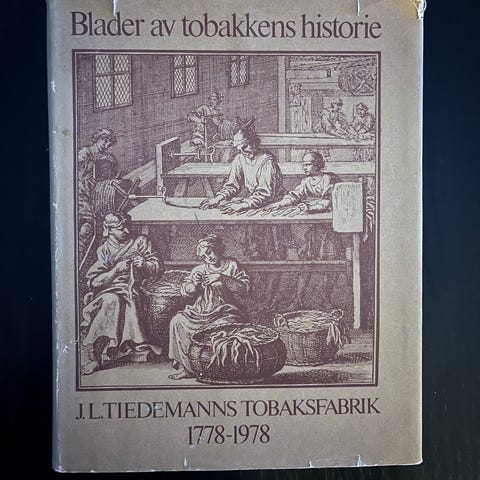 Blader av tobakkens historie
J.L.TIEDEMANNS TOBAKSFABRIK
1778-1978